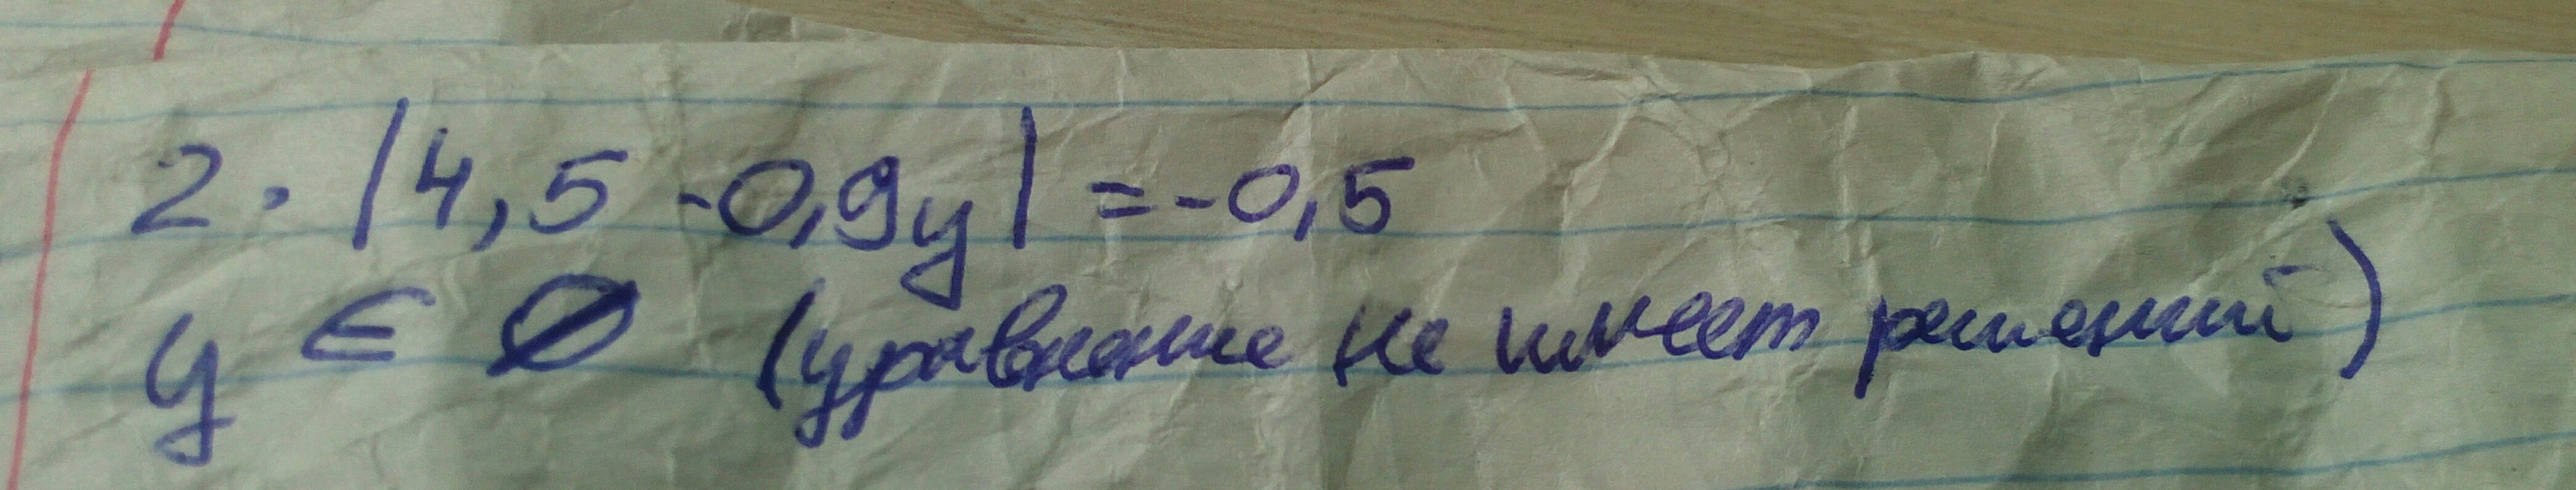 2. |4,5 -0,9y| =-0,5
y ∈ ∅ (уравнение не имеет решений)